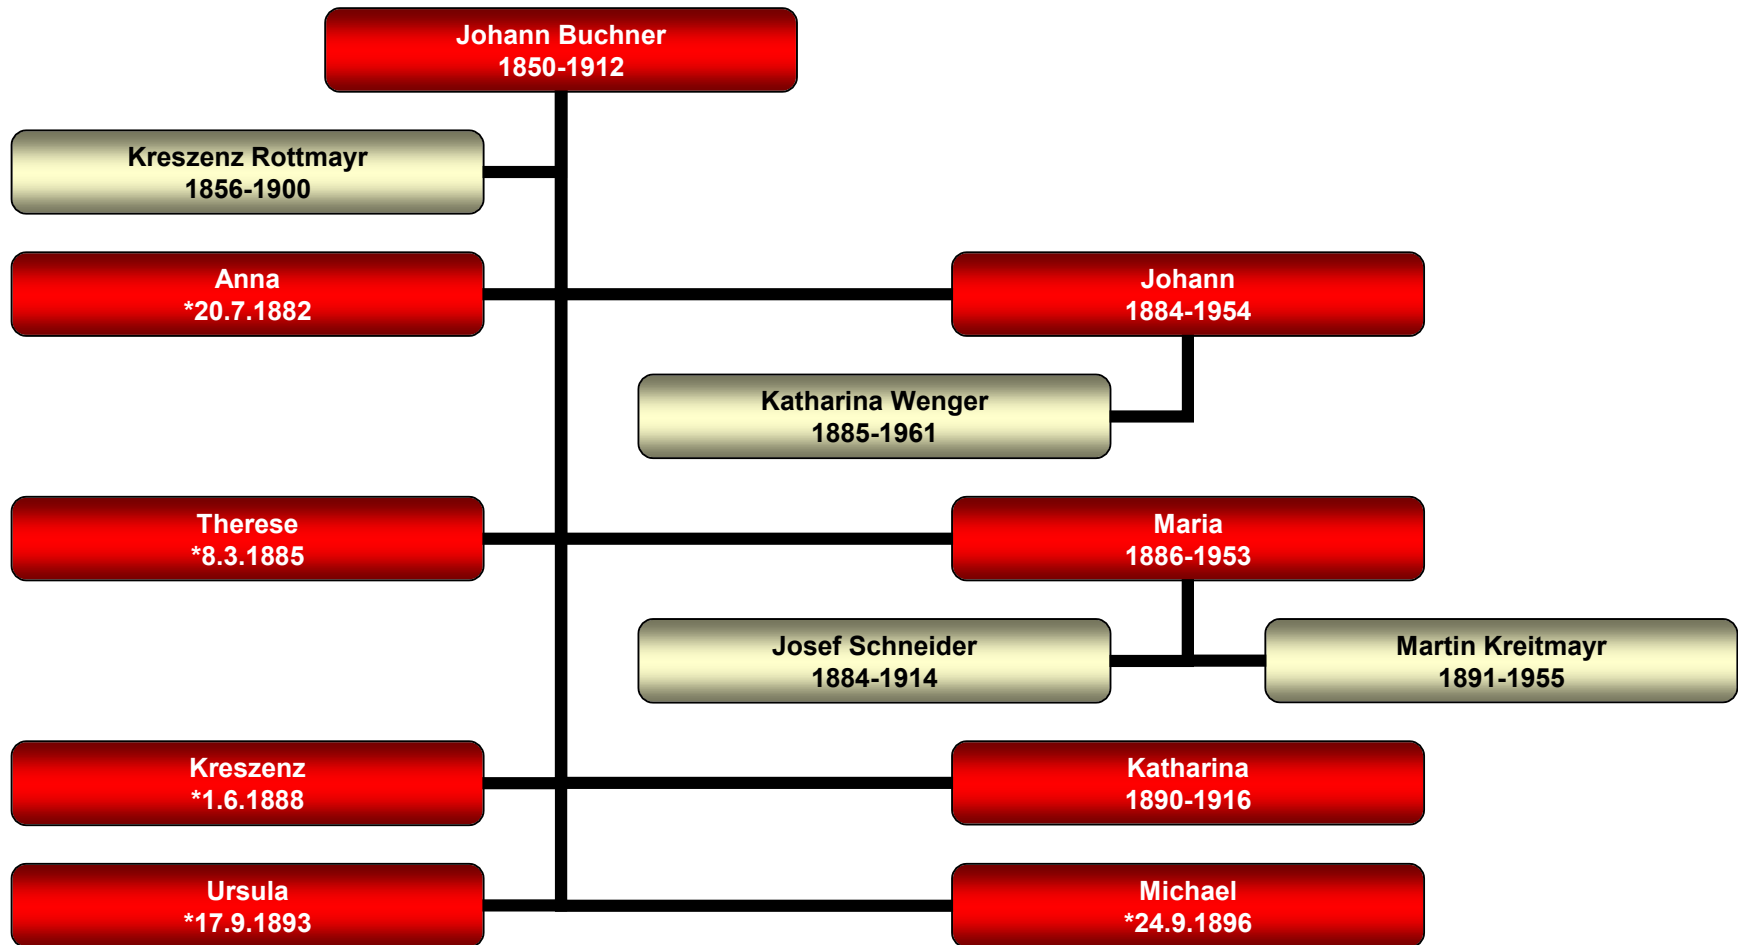 Johann Buchner
1850-1912
Kreszenz Rottmayr
1856-1900
Anna
*20.7.1882
Johann
1884-1954
Katharina Wenger
1885-1961
Therese
*8.3.1885
Maria
1886-1953
Josef Schneider
1884-1914
Martin Kreitmayr
1891-1955
Kreszenz
*1.6.1888
Katharina
1890-1916
Ursula
*17.9.1893
Michael
*24.9.1896